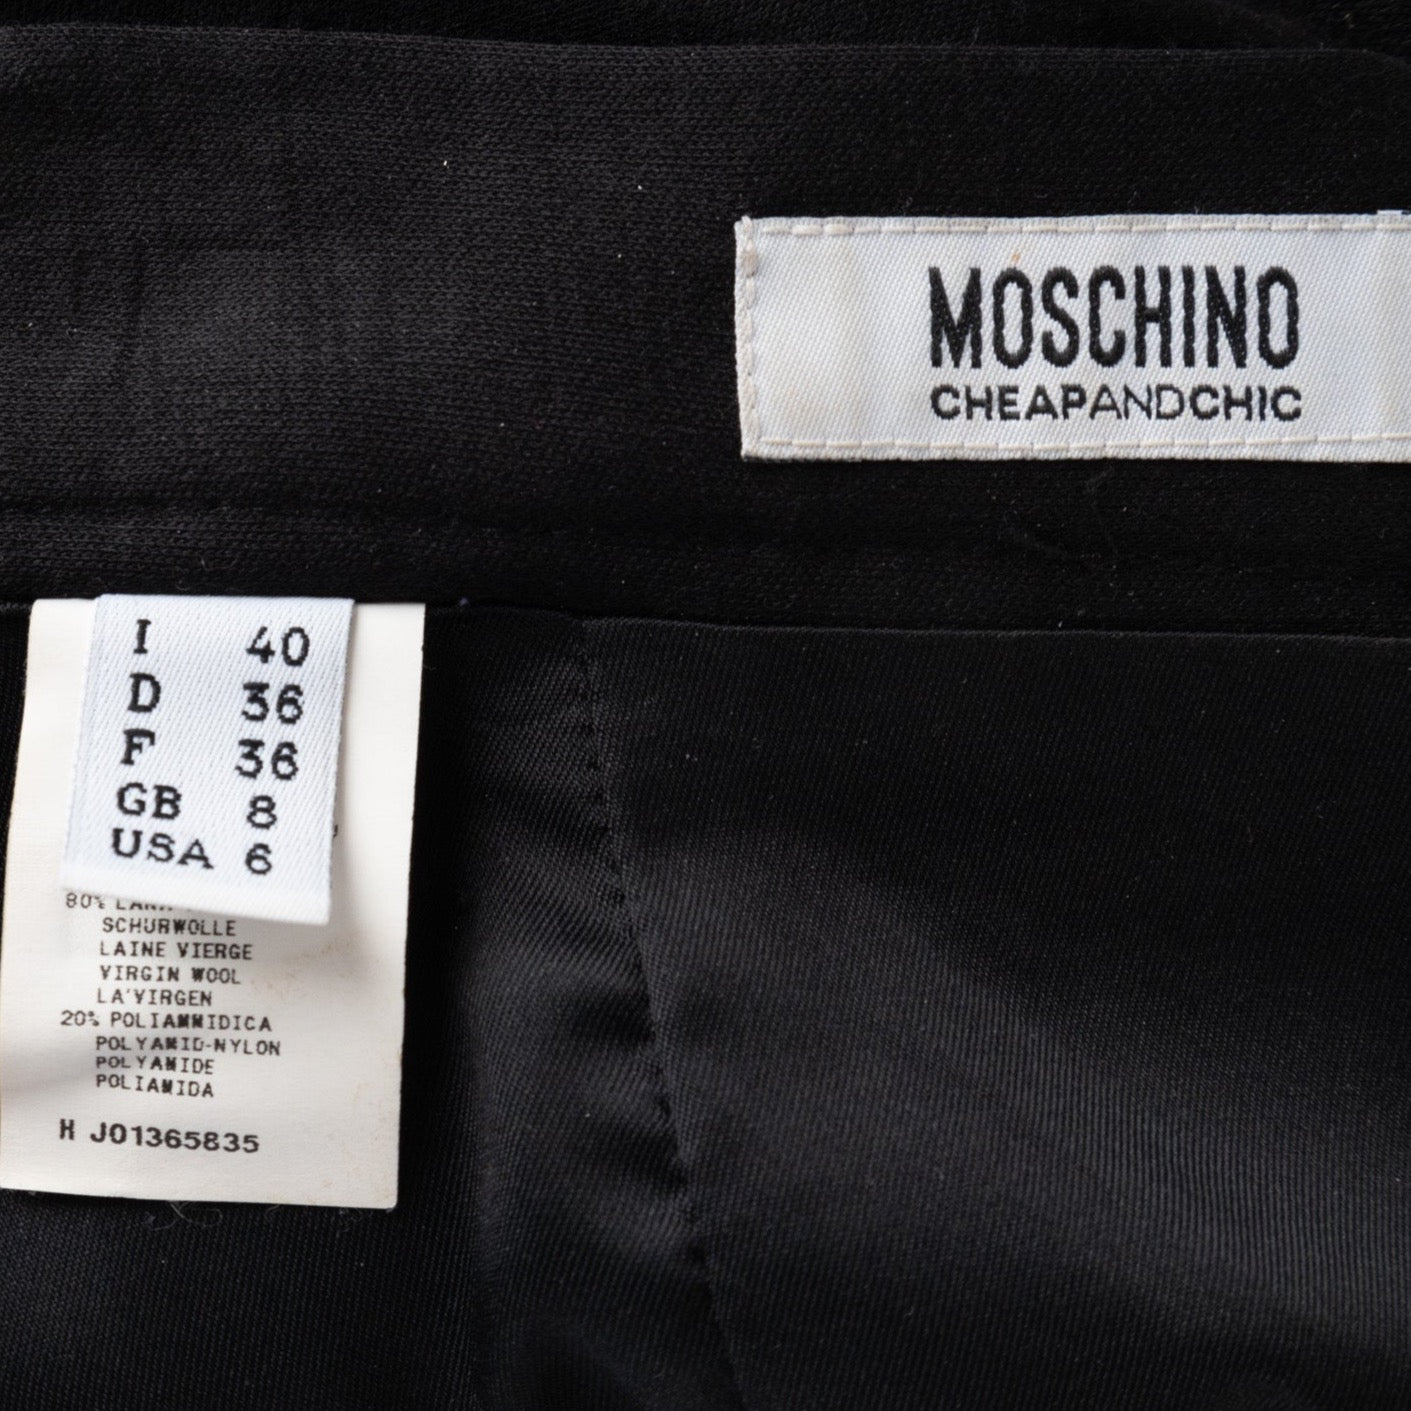 MOSCHINO
CHEAPANDCHIC
I 40
D 36
F 36
GB 8
USA 6
80%
SCHURWOLLE
LAINE VIERGE
VIRGIN WOOL
LA'VIRGEN
20% POLIAMMIDICA
POLYAMID-NYLON
POLYAMIDE
POLIAMIDA
H J01365835